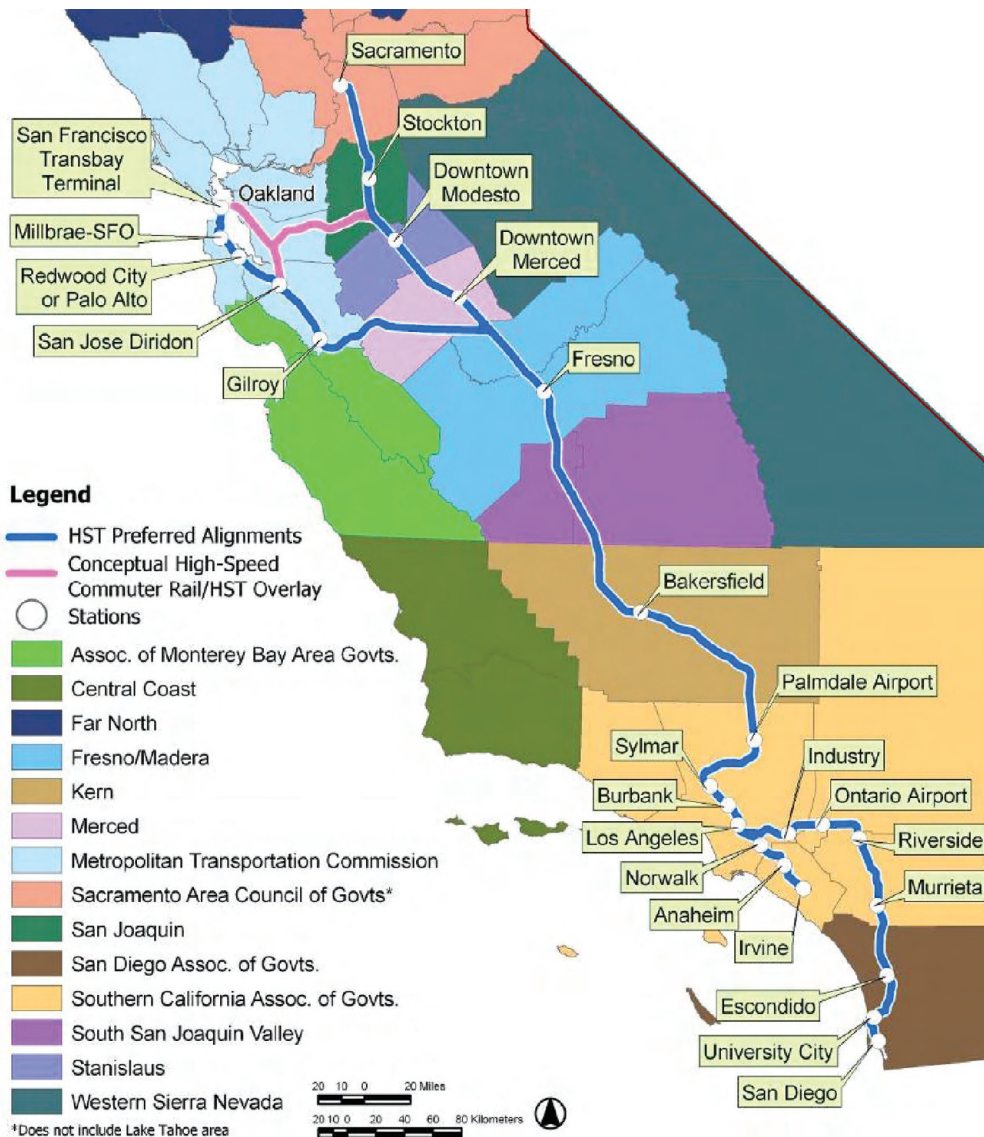 Sacramento
Stockton
San Francisco
Transbay
Terminal
Oakland
Downtown
Modesto
Millbrae-SFO
Downtown
Merced
Redwood City
or Palo Alto
San Jose Diridon
Gilroy
Fresno
Bakersfield
Palmdale Airport
Sylmar
Industry
Burbank
Ontario Airport
Los Angeles
Riverside
Norwalk
Murrieta
Anaheim
Irvine
Escondido
University City
San Diego
Legend
HST Preferred Alignments
Conceptual High-Speed
Commuter Rail/HST Overlay
Stations
Assoc. of Monterey Bay Area Govts.
Central Coast
Far North
Fresno/Madera
Kern
Merced
Metropolitan Transportation Commission
Sacramento Area Council of Govts*
San Joaquin
San Diego Assoc. of Govts.
Southern California Assoc. of Govts.
South San Joaquin Valley
Stanislaus
Western Sierra Nevada
*Does not include Lake Tahoe area
20 10 0 20 Miles
20 10 0 20 40 60 80 Kilometers